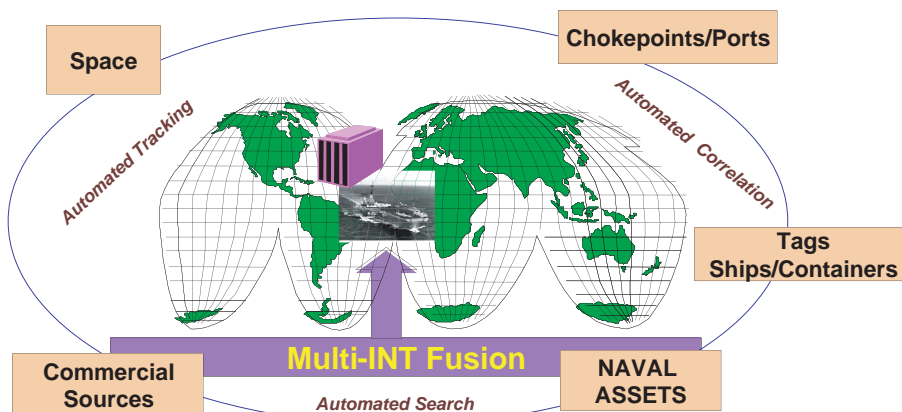 Chokepoints/Ports
Space
Automated Tracking
Automated Correlation
Tags
Ships/Containers
Multi-INT Fusion
Commercial
Sources
NAVAL
ASSETS
Automated Search